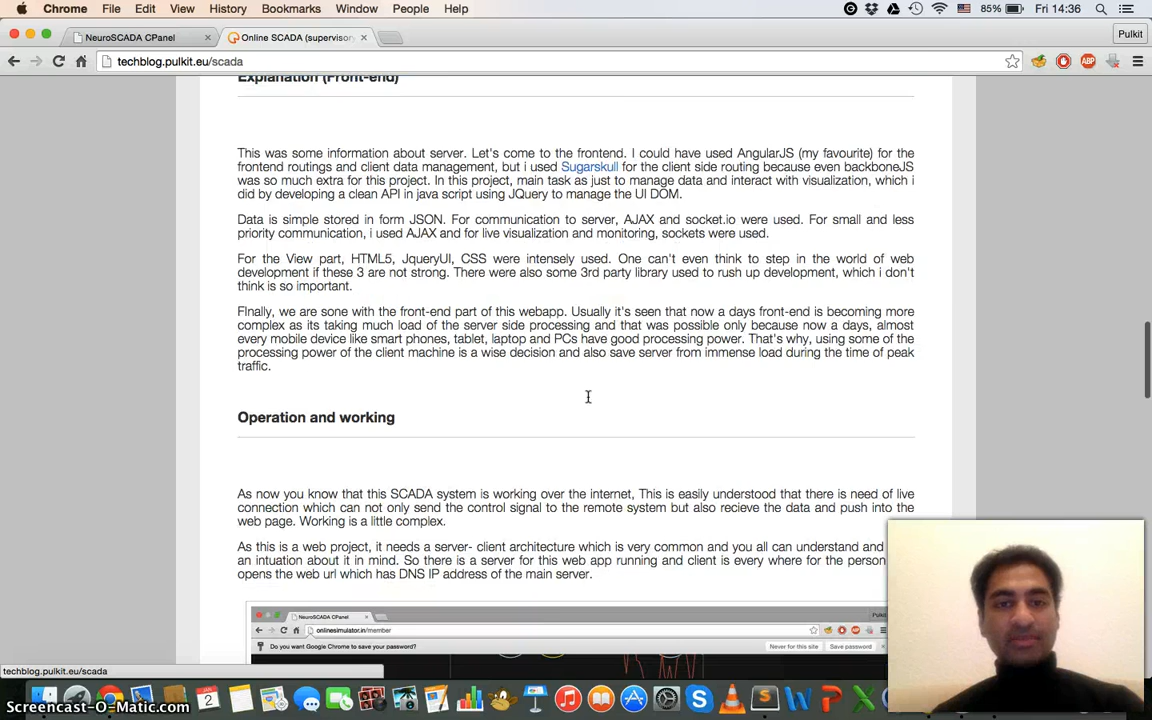 Chrome File Edit View History Bookmarks Window People Help 85% Fri 14:36
NeuroSCADA CPanel Online SCADA (supervisor Pulkit
techblog.pulkit.eu/scada
Explanation (Front-end)
This was some information about server. Let's come to the frontend. I could have used AngularJS (my favourite) for the
frontend routings and client data management, but i used Sugarskull for the client side routing because even backboneJS
was so much extra for this project. In this project, main task as just to manage data and interact with visualization, which i
did by developing a clean API in java script using JQuery to manage the UI DOM.
Data is simple stored in form JSON. For communication to server, AJAX and socket.io were used. For small and less
priority communication, i used AJAX and for live visualization and monitoring, sockets were used.
For the View part, HTML5, JqueryUI, CSS were intensely used. One can't even think to step in the world of web
development if these 3 are not strong. There were also some 3rd party library used to rush up development, which i don't
think is so important.
FInally, we are sone with the front-end part of this webapp. Usually it's seen that now a days front-end is becoming more
complex as its taking much load of the server side processing and that was possible only because now a days, almost
every mobile device like smart phones, tablet, laptop and PCs have good processing power. That's why, using some of the
processing power of the client machine is a wise decision and also save server from immense load during the time of peak
traffic.
Operation and working
As now you know that this SCADA system is working over the internet, This is easily understood that there is need of live
connection which can not only send the control signal to the remote system but also recieve the data and push into the
web page. Working is a little complex.
As this is a web project, it needs a server- client architecture which is very common and you all can understand and
an intuation about it in mind. So there is a server for this web app running and client is every where for the person
opens the web url which has DNS IP address of the main server.
NeuroSCADA CPanel
onlinesimulator.in/member
Do you want Google Chrome to save your password? Never for this site Save password
techblog.pulkit.eu/scada
2
Screencast-O-Matic.com